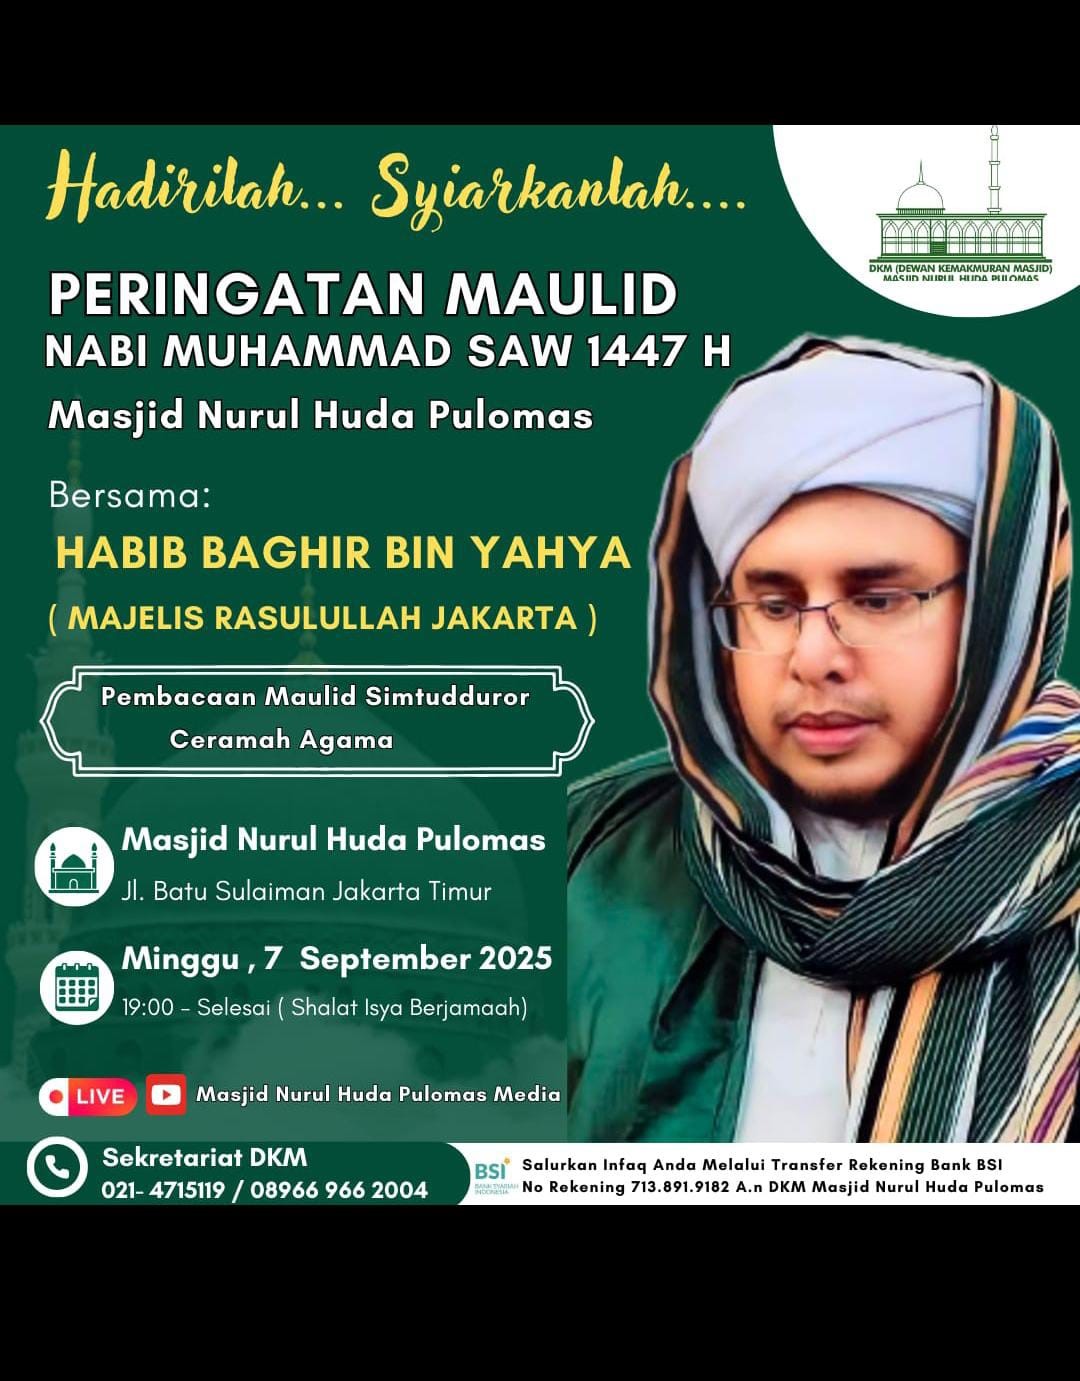 Hadirilah... Syiarkanlah....
DKM (DEWAN KEMAKMURAN MASJID)
MASJID NURUL HUDA PULOMAS
PERINGATAN MAULID
NABI MUHAMMAD SAW 1447 H
Masjid Nurul Huda Pulomas
Bersama:
HABIB BAGHIR BIN YAHYA
( MAJELIS RASULULLAH JAKARTA )
Pembacaan Maulid Simtudduror
Ceramah Agama
Masjid Nurul Huda Pulomas
Jl. Batu Sulaiman Jakarta Timur
Minggu , 7 September 2025
19:00 - Selesai ( Shalat Isya Berjamaah)
LIVE Masjid Nurul Huda Pulomas Media
Sekretariat DKM
021- 4715119 / 08966 966 2004
BSI
BANK SYARIAH
INDONESIA
Salurkan Infaq Anda Melalui Transfer Rekening Bank BSI
No Rekening 713.891.9182 A.n DKM Masjid Nurul Huda Pulomas